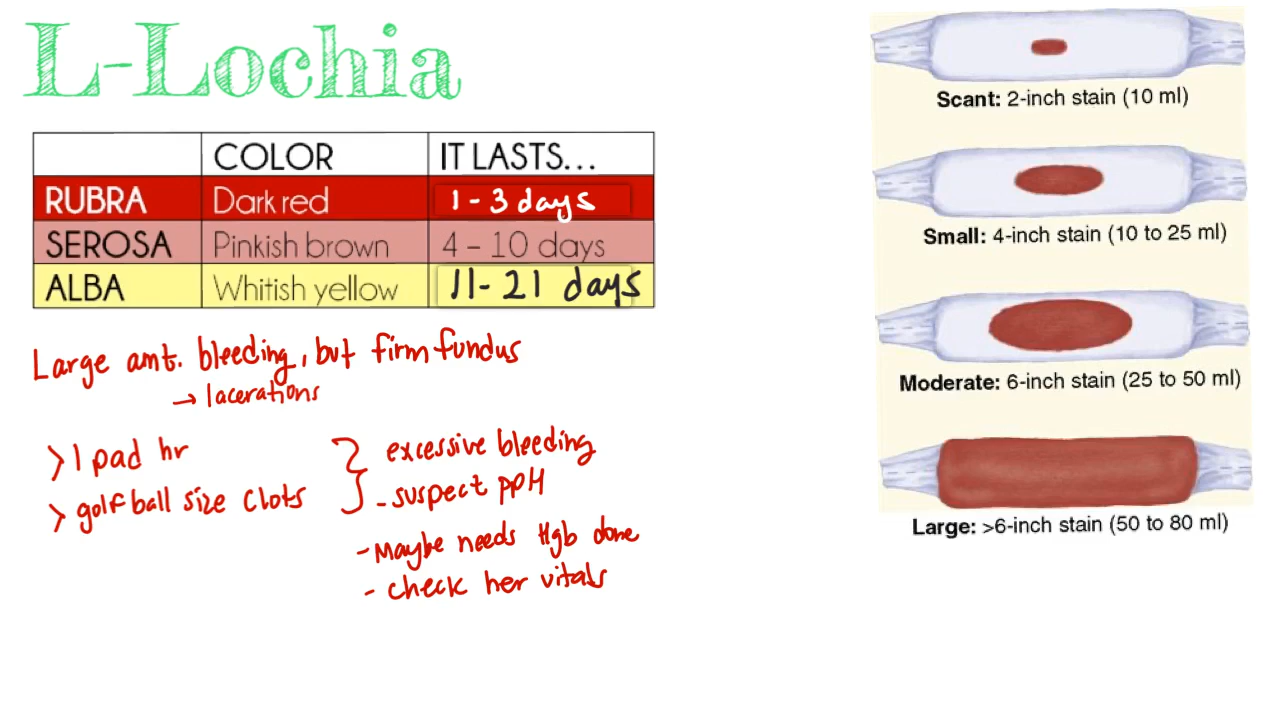 L-Lochia
COLOR IT LASTS...
RUBRA Dark red 1-3 days
SEROSA Pinkish brown 4 – 10 days
ALBA Whitish yellow 11-21 days
Large amt. bleeding, but firm fundus
→ lacerations
>1 pad hr
> golf ball size clots
excessive bleeding
-suspect PPH
-Maybe needs Hgb done
- check her vitals
Scant: 2-inch stain (10 ml)
Small: 4-inch stain (10 to 25 ml)
Moderate: 6-inch stain (25 to 50 ml)
Large: >6-inch stain (50 to 80 ml)